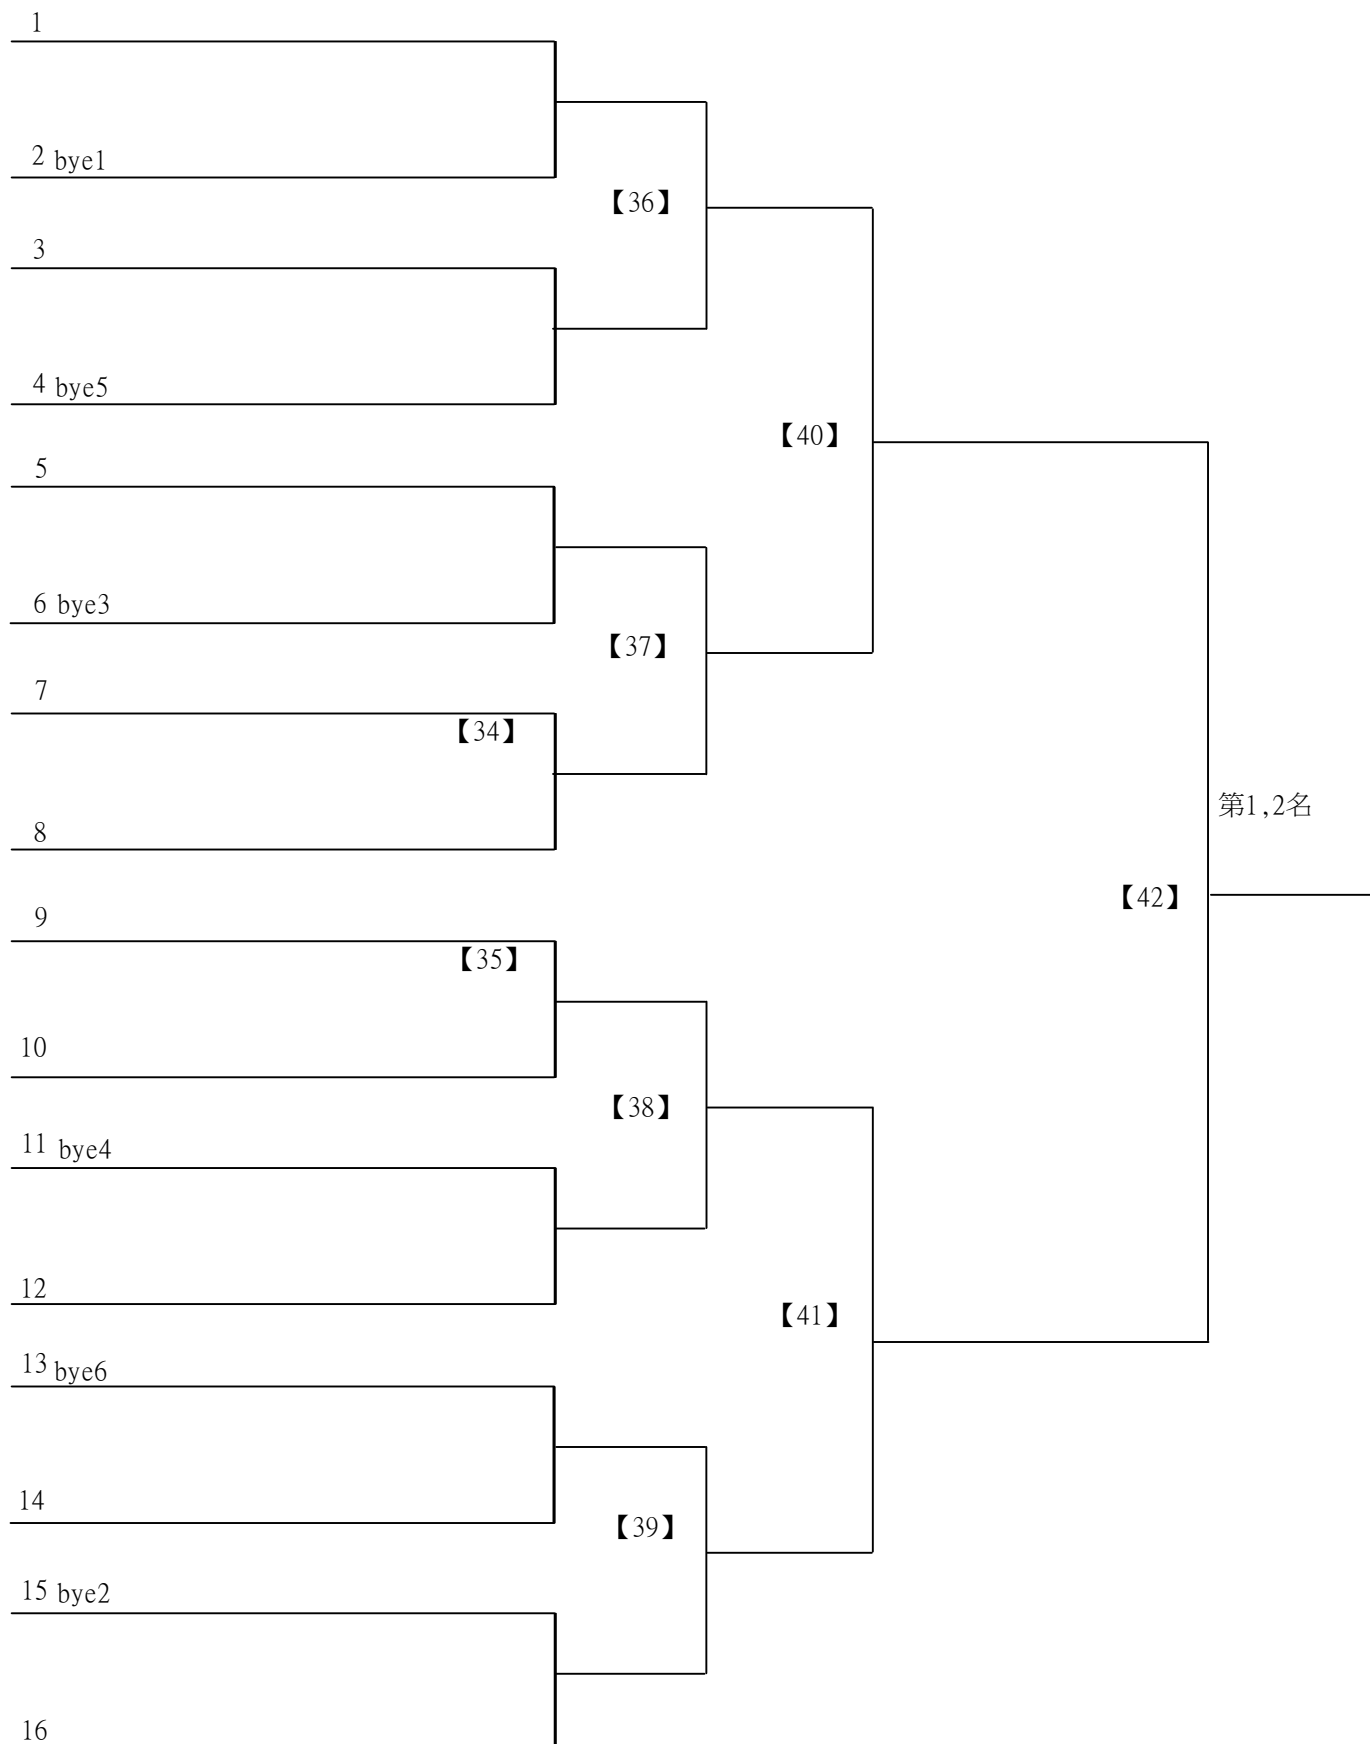 1
2 bye1
【36】
3
4 bye5
【40】
5
6 bye3
【37】
7
【34】
第1,2名
8
【42】
9
【35】
10
【38】
11 bye4
12
【41】
13 bye6
14
【39】
15 bye2
16